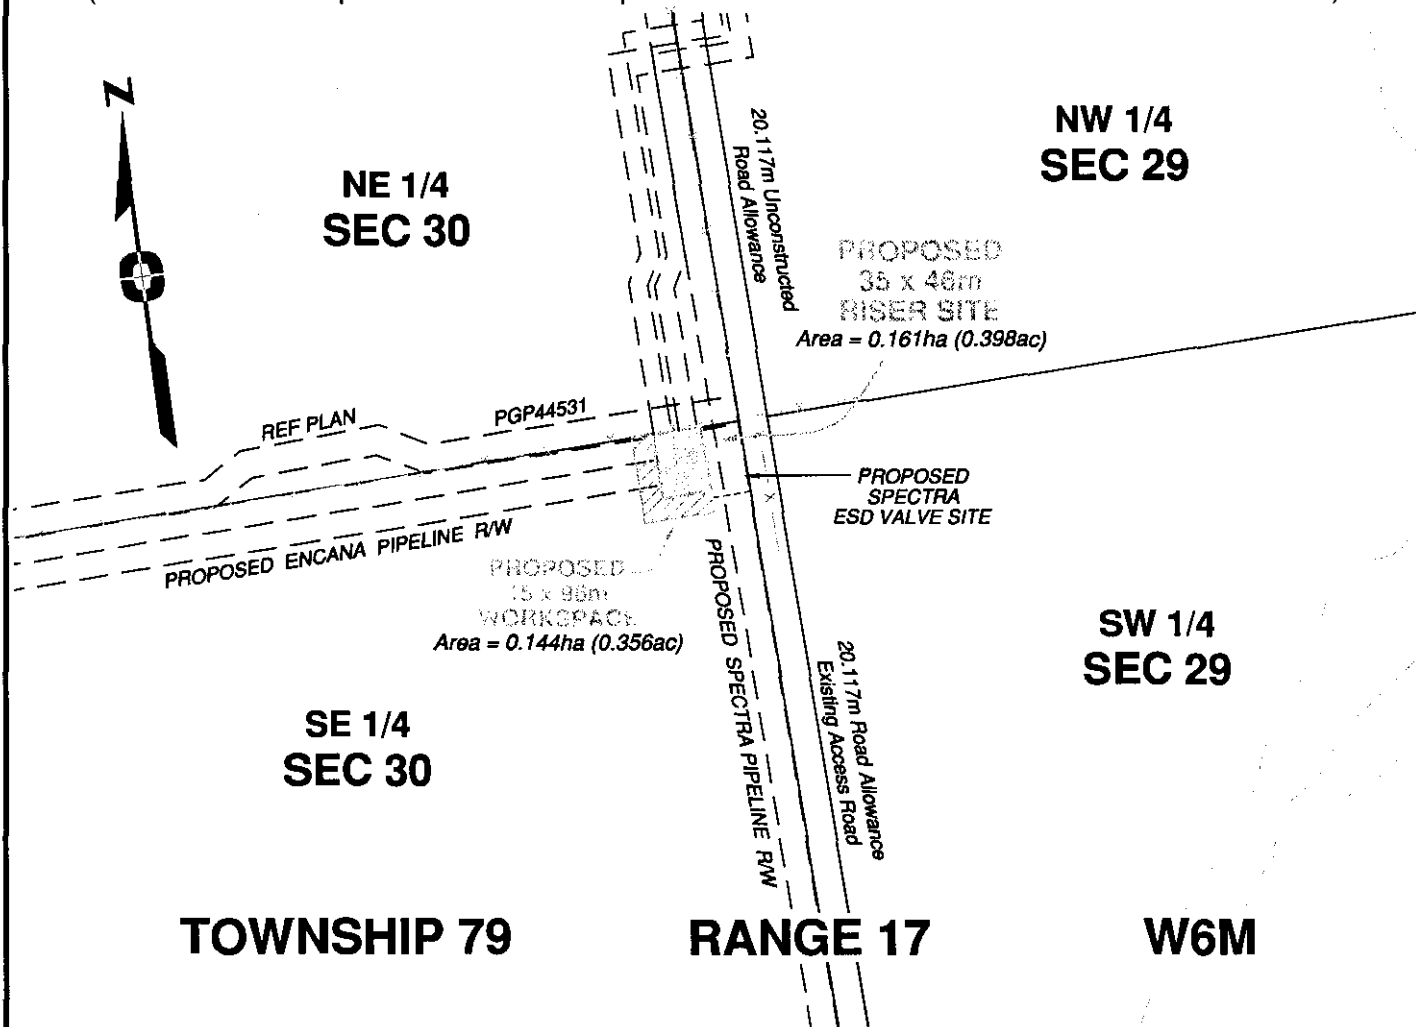 N
NE 1/4
SEC 30
NW 1/4
SEC 29
20.117m Unconstructed
Road Allowance
PROPOSED
35 x 46m
RISER SITE
Area = 0.161ha (0.398ac)
REF PLAN
PGP44531
PROPOSED
SPECTRA
ESD VALVE SITE
PROPOSED ENCANA PIPELINE R/W
PROPOSED
15 x 96m
WORKSPACE
Area = 0.144ha (0.356ac)
PROPOSED SPECTRA PIPELINE R/W
20.117m Road Allowance
Existing Access Road
SW 1/4
SEC 29
SE 1/4
SEC 30
TOWNSHIP 79
RANGE 17
W6M